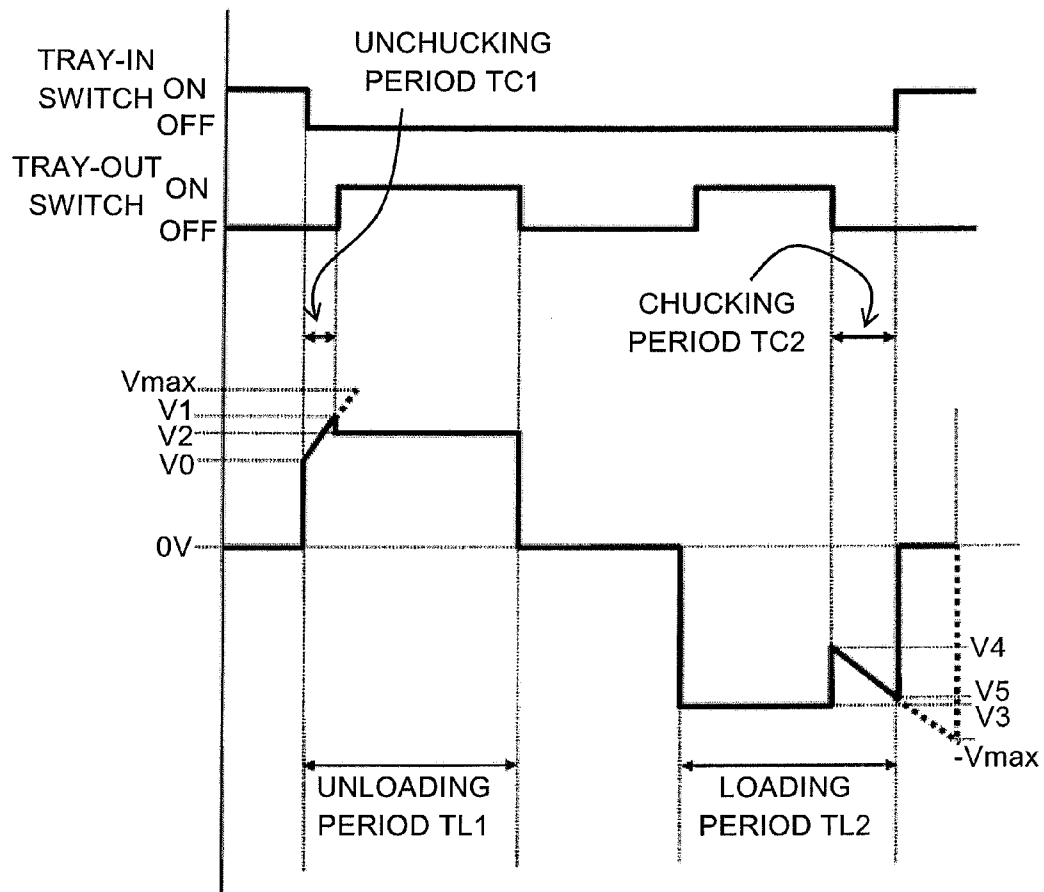 UNCHUCKING
PERIOD TC1
TRAY-IN
SWITCH
ON
OFF
TRAY-OUT
SWITCH
ON
OFF
CHUCKING
PERIOD TC2
Vmax
V1
V2
V0
0V
V4
V5
V3
-Vmax
UNLOADING
PERIOD TL1
LOADING
PERIOD TL2